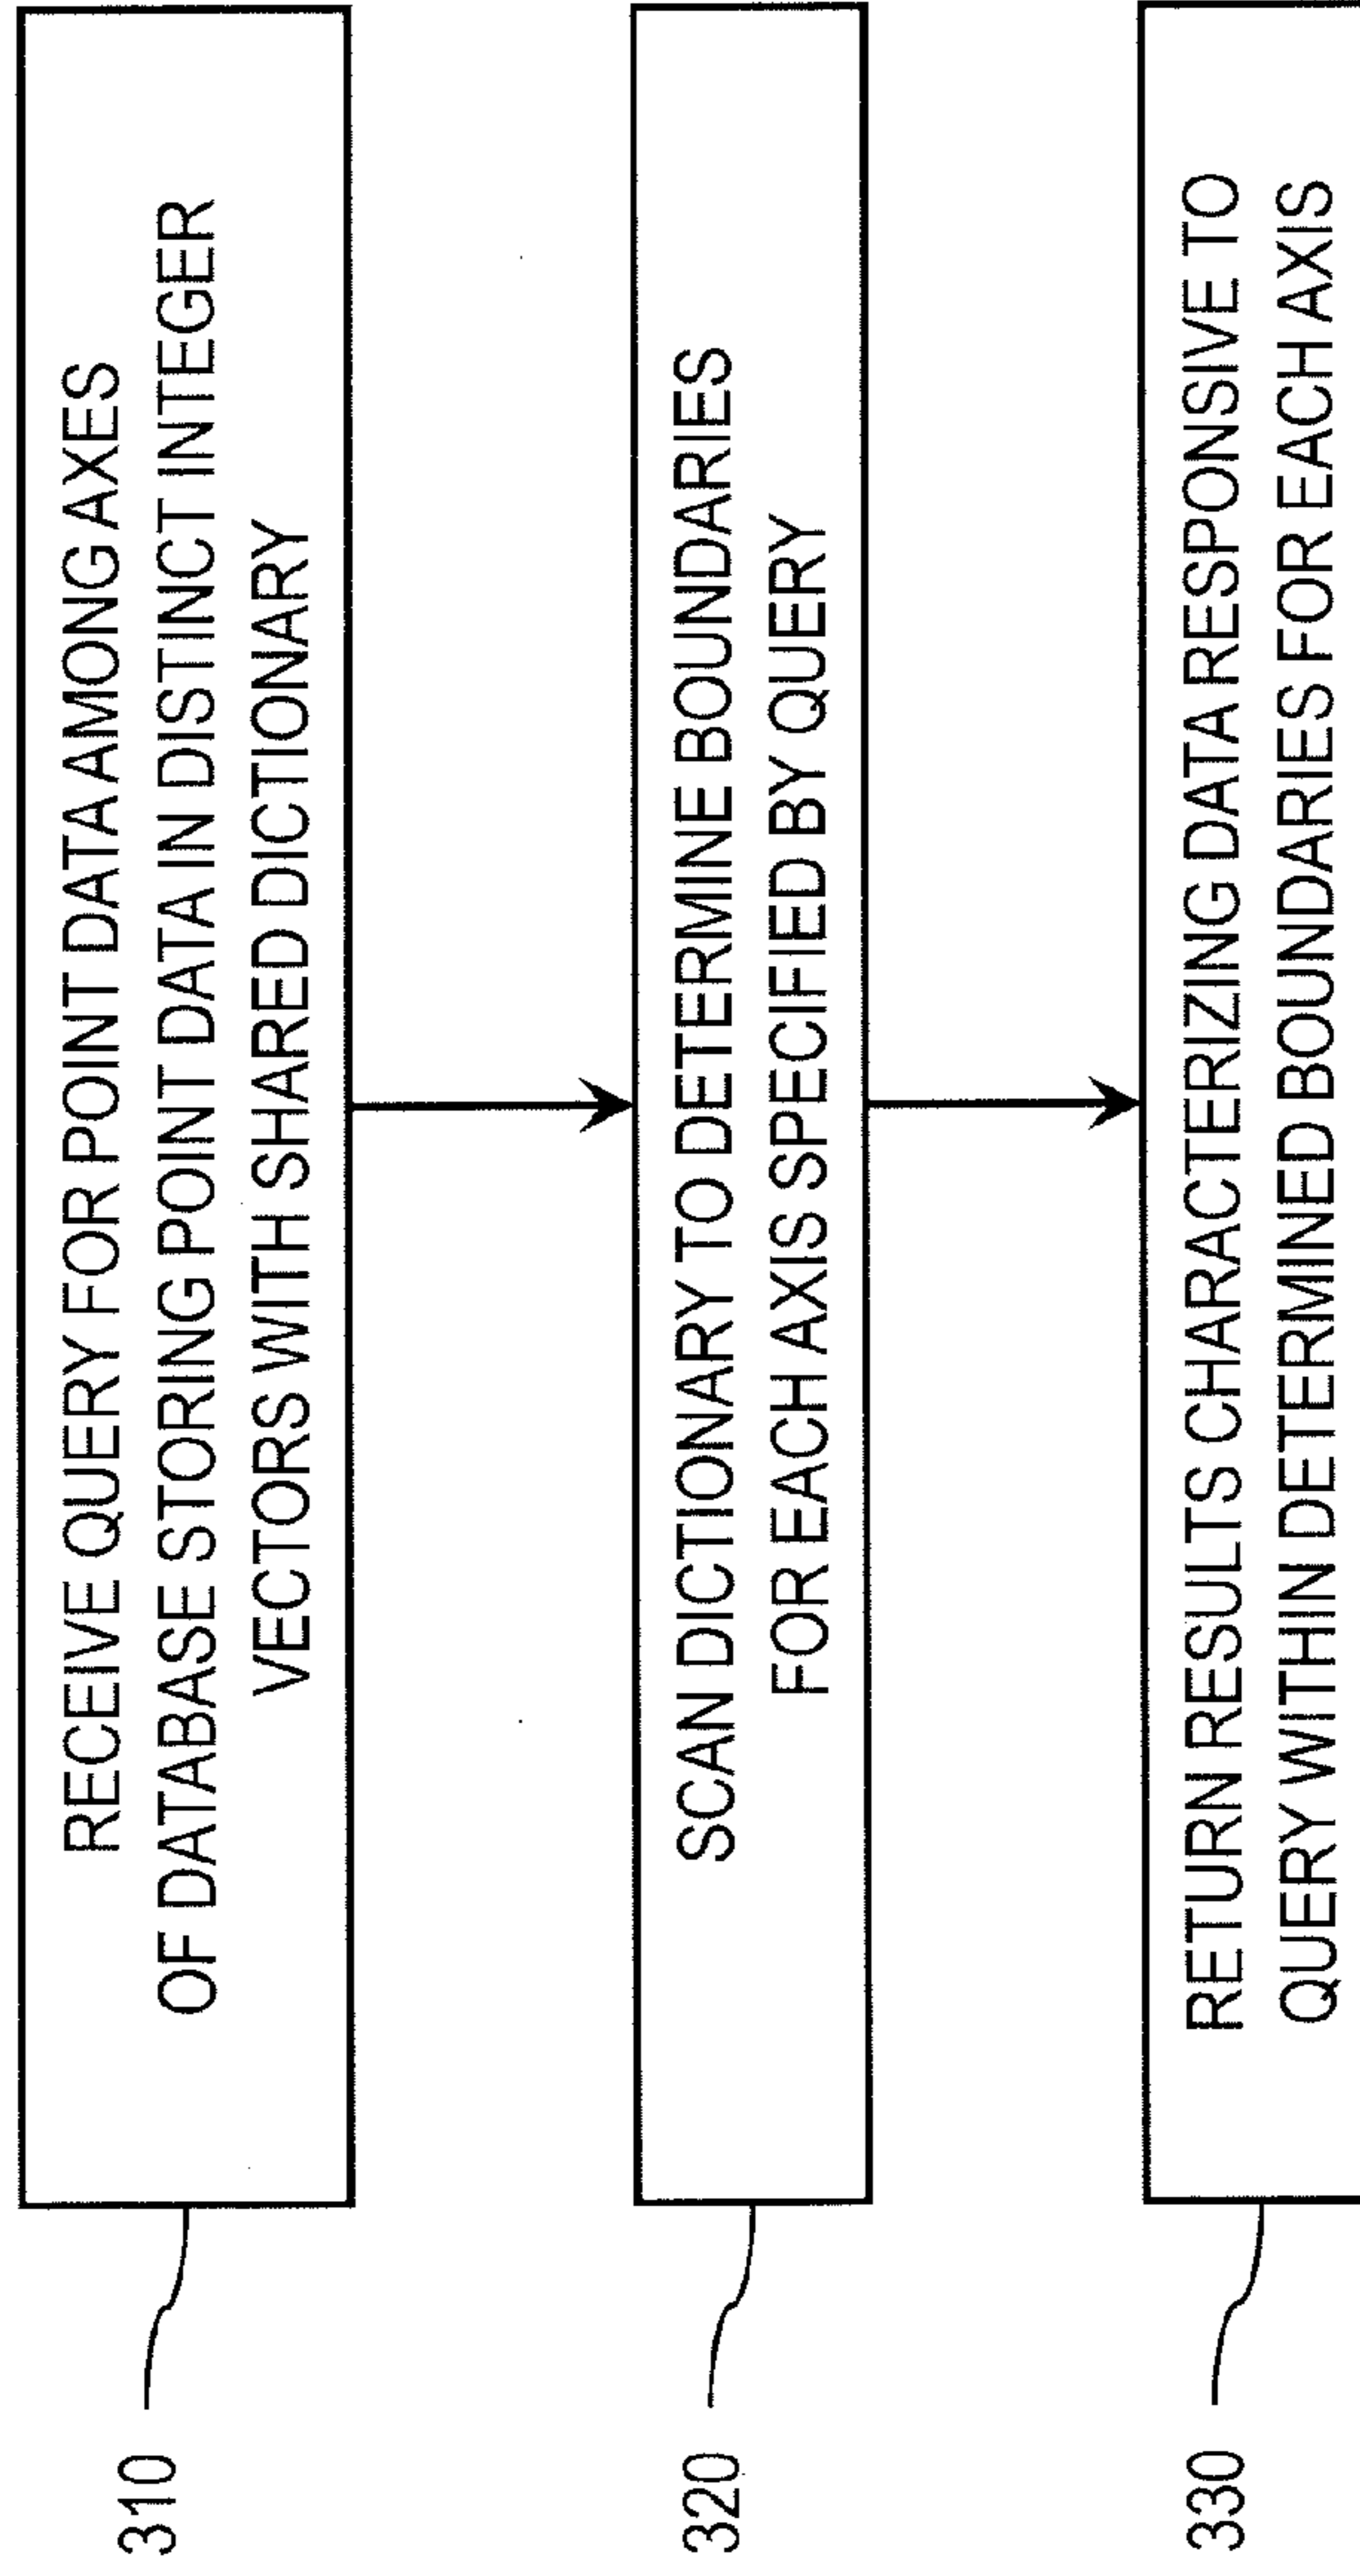 310
RECEIVE QUERY FOR POINT DATA AMONG AXES
OF DATABASE STORING POINT DATA IN DISTINCT INTEGER
VECTORS WITH SHARED DICTIONARY
320
SCAN DICTIONARY TO DETERMINE BOUNDARIES
FOR EACH AXIS SPECIFIED BY QUERY
330
RETURN RESULTS CHARACTERIZING DATA RESPONSIVE TO
QUERY WITHIN DETERMINED BOUNDARIES FOR EACH AXIS